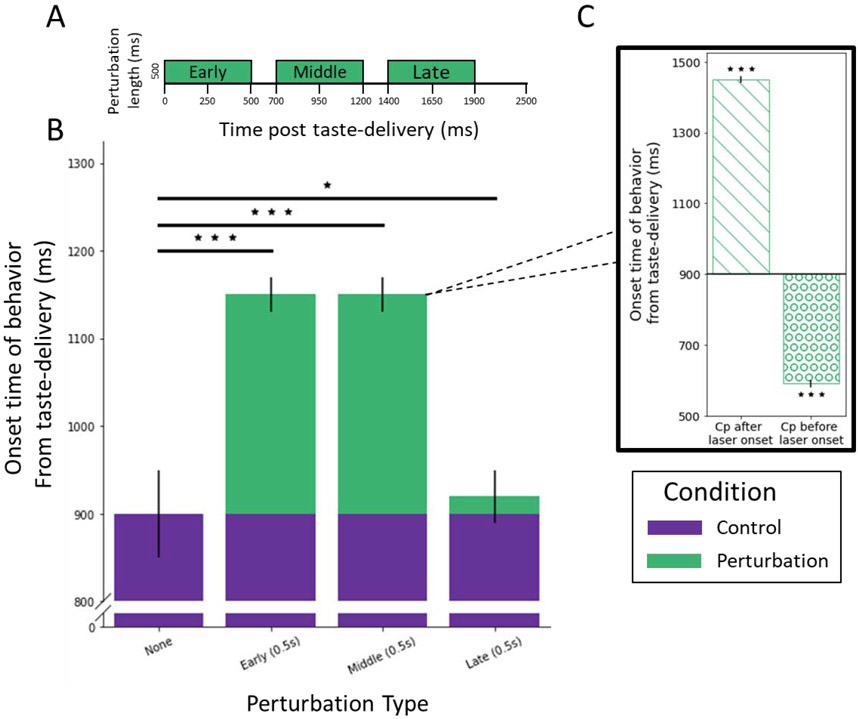 A
Perturbation
length (ms)
500
Early
Middle
Late
0
250
500
700
950
1200
1400
1650
1900
2500
Time post taste-delivery (ms)
B
Onset time of behavior
From taste-delivery (ms)
1300
1200
1100
1000
900
800
0
★
★ ★ ★
★ ★ ★
None
Early (0.5s)
Middle (0.5s)
Late (0.5s)
Perturbation Type
C
Onset time of behavior
from taste-delivery (ms)
1500
1300
1100
900
700
500
★ ★ ★
★ ★ ★
Cp after
laser onset
Cp before
laser onset
Condition
Control
Perturbation